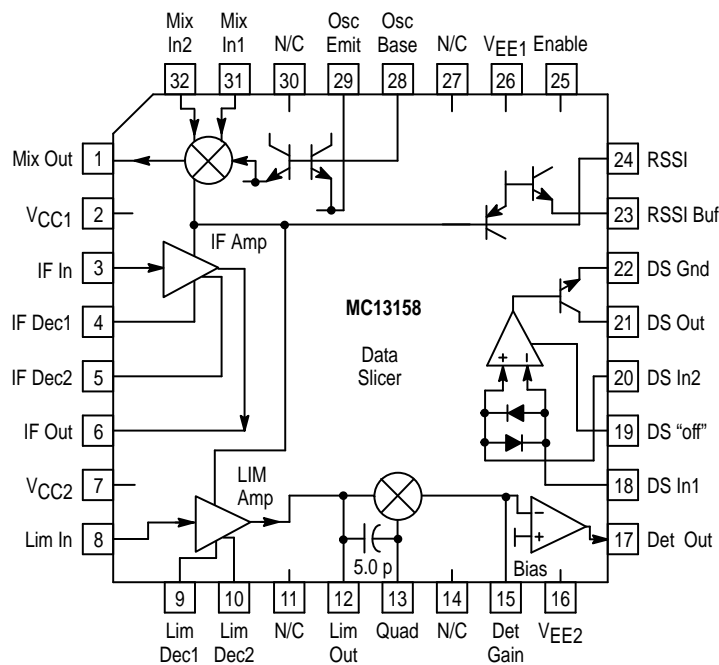 Mix In2
Mix In1
N/C
Osc Emit
Osc Base
N/C
VEE1
Enable
32
31
30
29
28
27
26
25
Mix Out 1
VCC1 2
IF In 3
IF Dec1 4
IF Dec2 5
IF Out 6
VCC2 7
Lim In 8
24 RSSI
23 RSSI Buf
22 DS Gnd
21 DS Out
20 DS In2
19 DS “off”
18 DS In1
17 Det Out
IF Amp
MC13158
Data
Slicer
+ –
LIM
Amp
5.0 p
–
+
Bias
9
10
11
12
13
14
15
16
Lim Dec1
Lim Dec2
N/C
Lim Out
Quad
N/C
Det Gain
VEE2